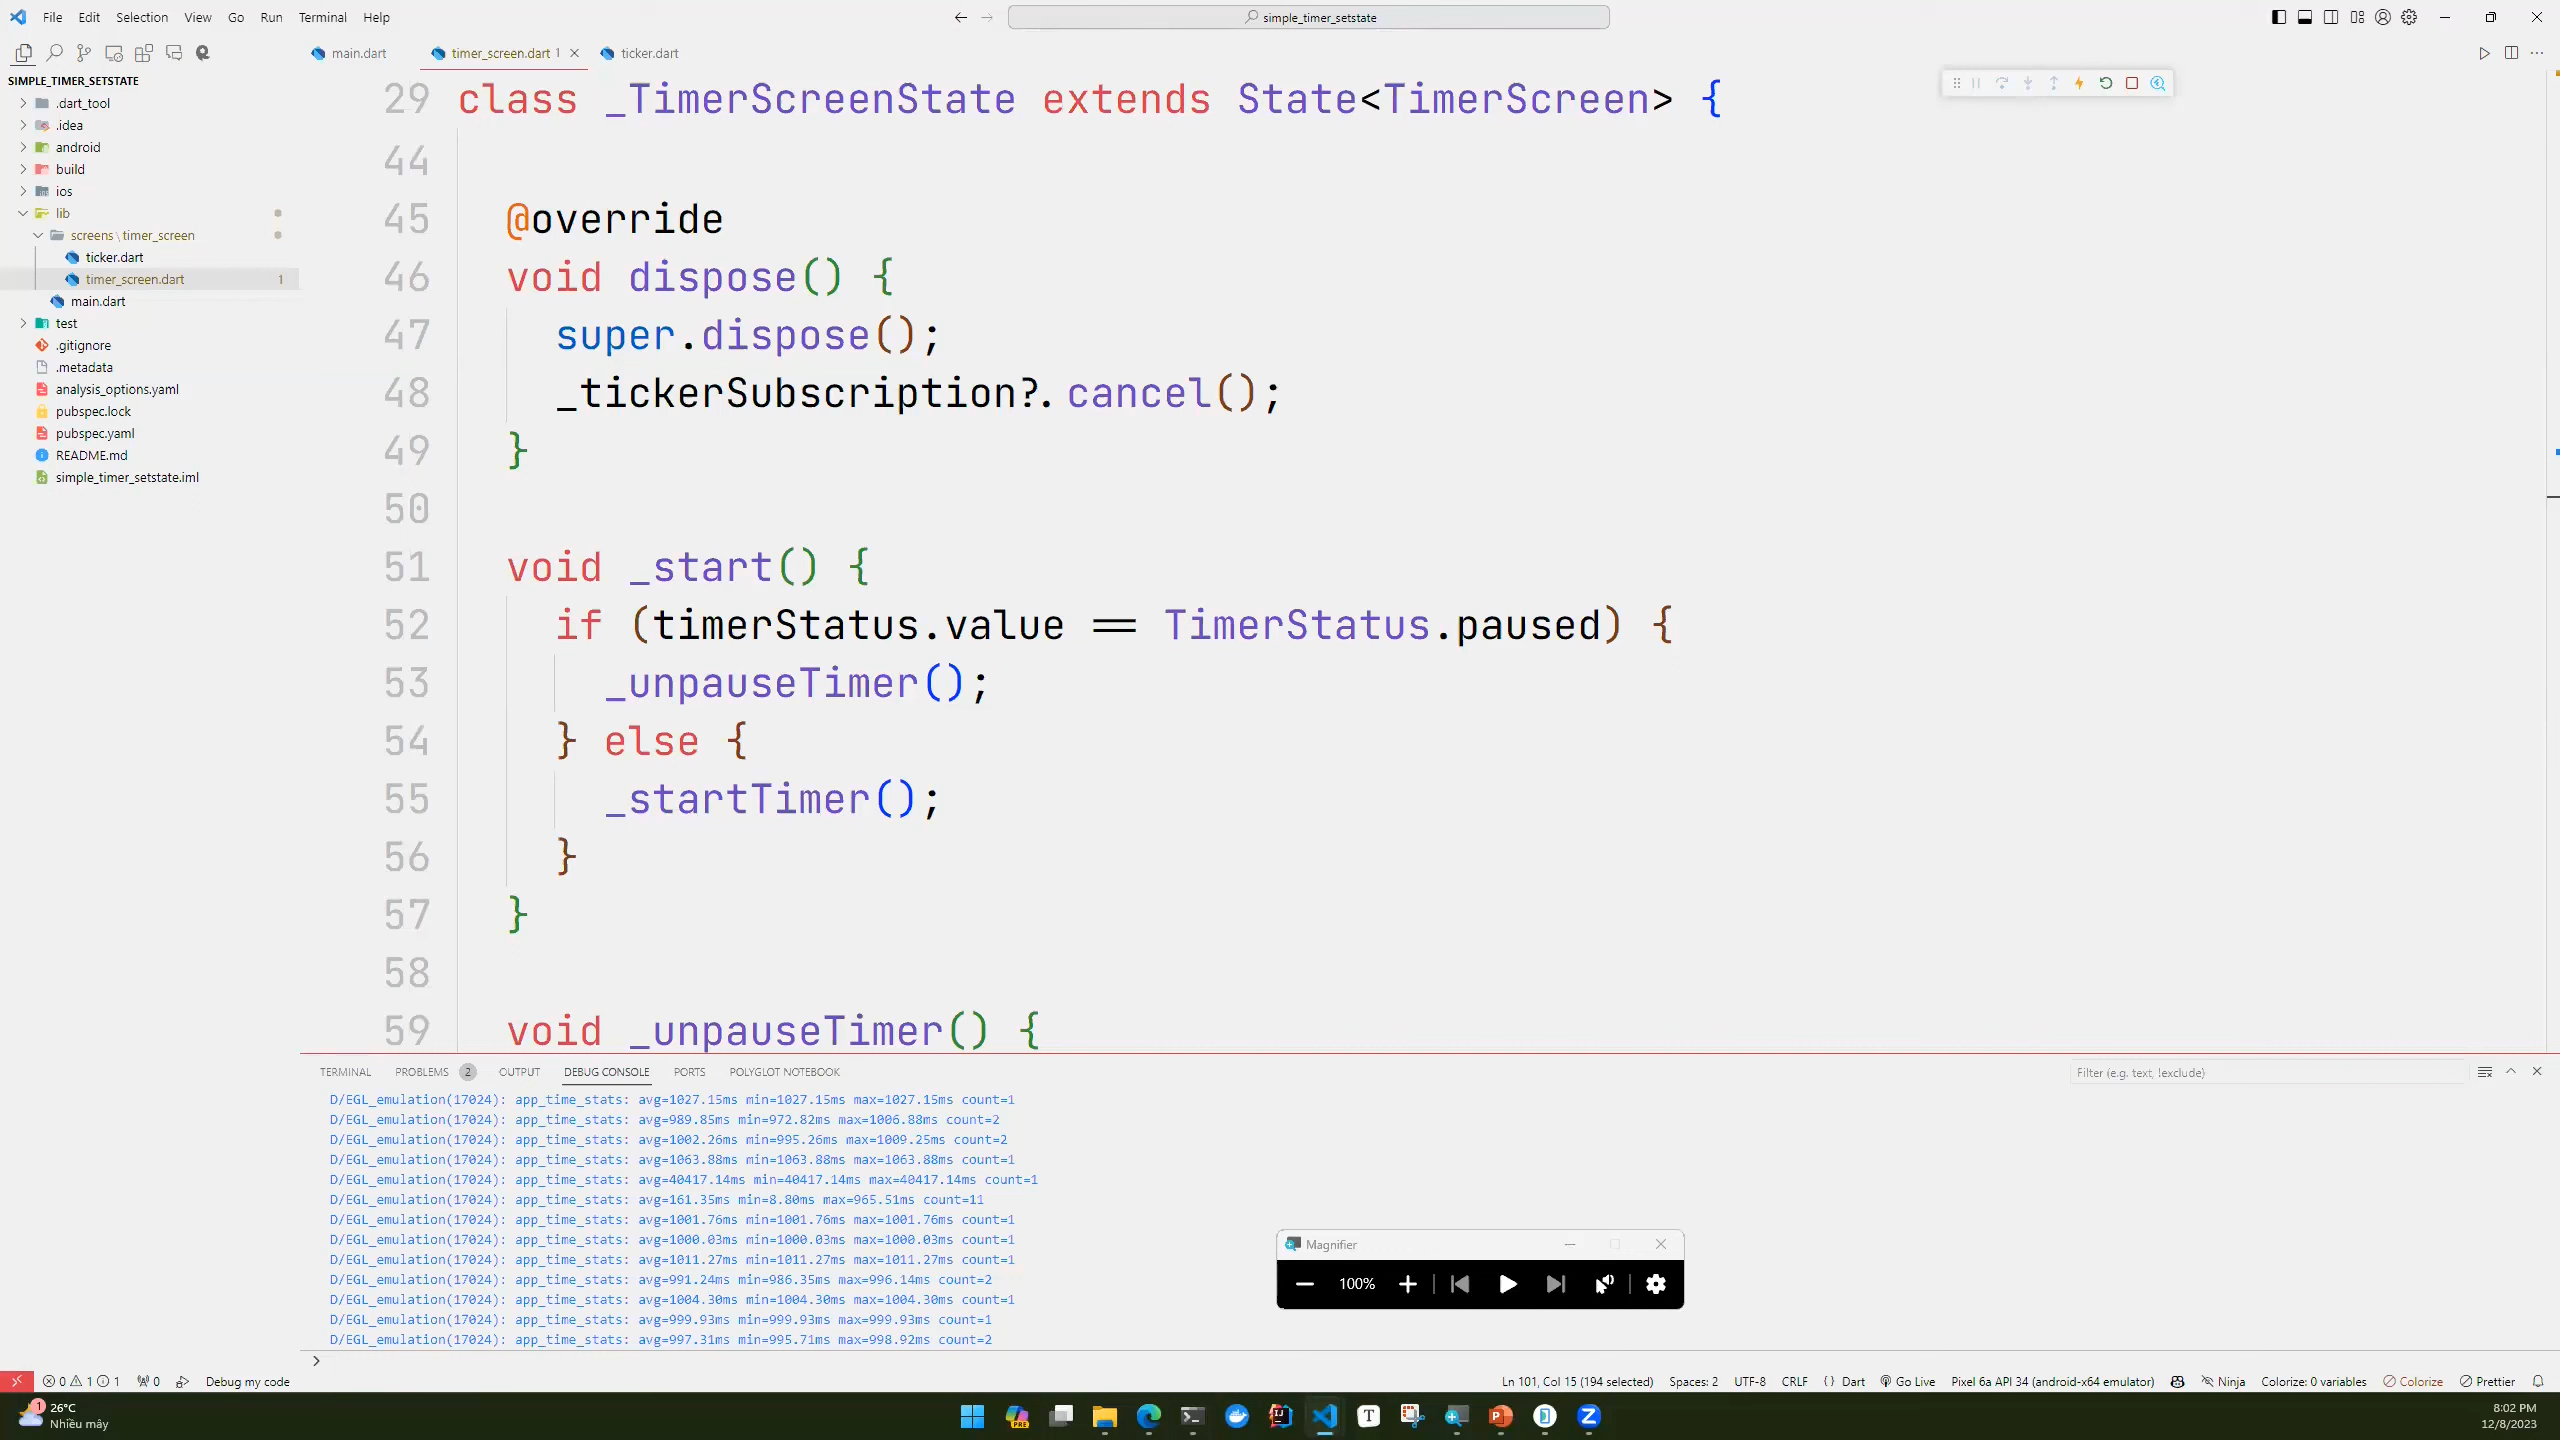 File Edit Selection View Go Run Terminal Help
simple_timer_setstate
main.dart
timer_screen.dart 1
ticker.dart
SIMPLE_TIMER_SETSTATE
.dart_tool
.idea
android
build
ios
lib
screens \ timer_screen
ticker.dart
timer_screen.dart 1
main.dart
test
.gitignore
.metadata
analysis_options.yaml
pubspec.lock
pubspec.yaml
README.md
simple_timer_setstate.iml
29 class _TimerScreenState extends State<TimerScreen> {
44
45 @override
46 void dispose() {
47 super.dispose();
48 _tickerSubscription?.cancel();
49 }
50
51 void _start() {
52 if (timerStatus.value == TimerStatus.paused) {
53 _unpauseTimer();
54 } else {
55 _startTimer();
56 }
57 }
58
59 void _unpauseTimer() {
TERMINAL PROBLEMS 2 OUTPUT DEBUG CONSOLE PORTS POLYGLOT NOTEBOOK
Filter (e.g. text, !exclude)
D/EGL_emulation(17024): app_time_stats: avg=1027.15ms min=1027.15ms max=1027.15ms count=1
D/EGL_emulation(17024): app_time_stats: avg=989.85ms min=972.82ms max=1006.88ms count=2
D/EGL_emulation(17024): app_time_stats: avg=1002.26ms min=995.26ms max=1009.25ms count=2
D/EGL_emulation(17024): app_time_stats: avg=1063.88ms min=1063.88ms max=1063.88ms count=1
D/EGL_emulation(17024): app_time_stats: avg=40417.14ms min=40417.14ms max=40417.14ms count=1
D/EGL_emulation(17024): app_time_stats: avg=161.35ms min=8.80ms max=965.51ms count=11
D/EGL_emulation(17024): app_time_stats: avg=1001.76ms min=1001.76ms max=1001.76ms count=1
D/EGL_emulation(17024): app_time_stats: avg=1000.03ms min=1000.03ms max=1000.03ms count=1
D/EGL_emulation(17024): app_time_stats: avg=1011.27ms min=1011.27ms max=1011.27ms count=1
D/EGL_emulation(17024): app_time_stats: avg=991.24ms min=986.35ms max=996.14ms count=2
D/EGL_emulation(17024): app_time_stats: avg=1004.30ms min=1004.30ms max=1004.30ms count=1
D/EGL_emulation(17024): app_time_stats: avg=999.93ms min=999.93ms max=999.93ms count=1
D/EGL_emulation(17024): app_time_stats: avg=997.31ms min=995.71ms max=998.92ms count=2
Magnifier
100%
0 1 1 0 Debug my code
Ln 101, Col 15 (194 selected) Spaces: 2 UTF-8 CRLF {} Dart Go Live Pixel 6a API 34 (android-x64 emulator) Ninja Colorize: 0 variables Colorize Prettier
1
26°C
Nhiều mây
PRE
8:02 PM
12/8/2023